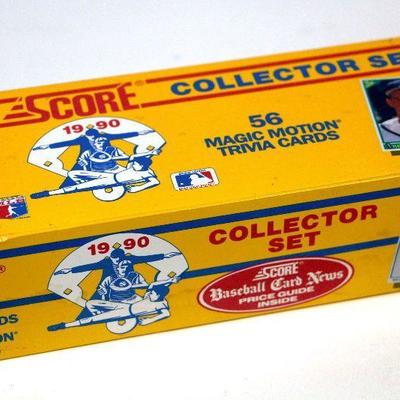 SCORE
COLLECTOR SE
1990
56
MAGIC MOTION®
TRIVIA CARDS
1990
COLLECTOR
SET
SCORE
Baseball Card News
PRICE GUIDE
INSIDE
DS
ON®